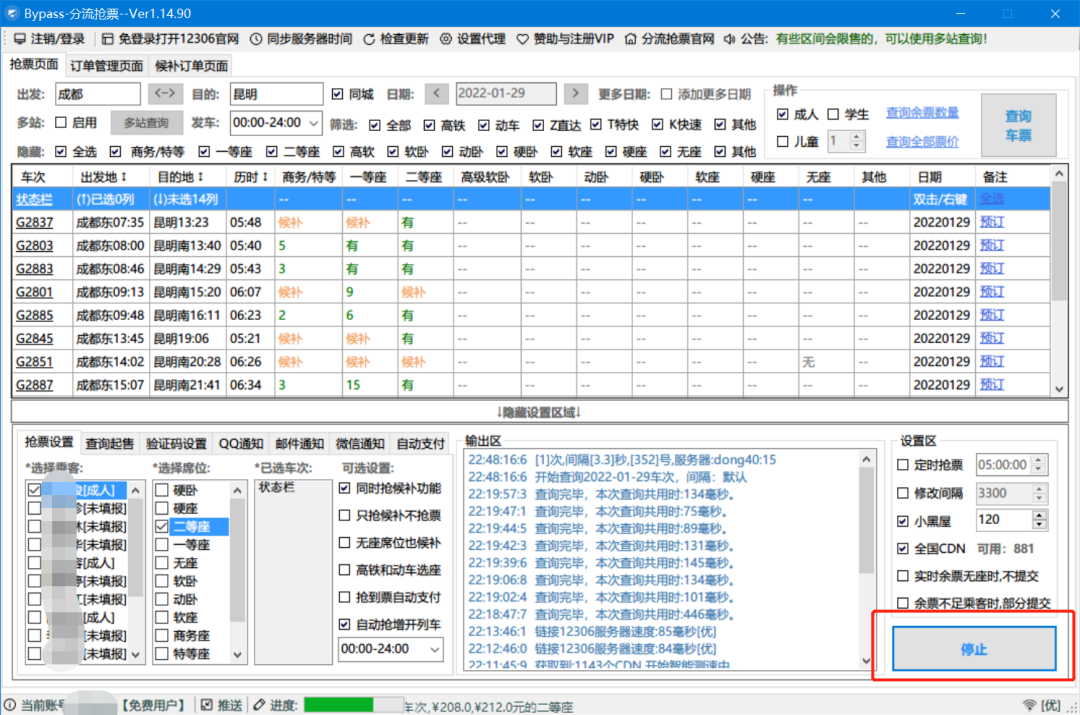 Bypass-分流抢票--Ver1.14.90
注销/登录 免登录打开12306官网 同步服务器时间 检查更新 设置代理 赞助与注册VIP 分流抢票官网 公告: 有些区间会限售的，可以使用多站查询!
抢票页面 订单管理页面 候补订单页面
出发: 成都 <-> 目的: 昆明 同城 日期: < 2022-01-29 > 更多日期: 添加更多日期
操作
成人 学生 查询余票数量
儿童 1 查询全部票价
查询
车票
多站: 启用 多站查询 发车: 00:00-24:00 筛选: 全部 高铁 动车 Z直达 T特快 K快速 其他
隐藏: 全选 商务/特等 一等座 二等座 高软 软卧 动卧 硬卧 软座 硬座 无座 其他
车次 出发地↕ 目的地↕ 历时↕ 商务/特等 一等座 二等座 高级软卧 软卧 动卧 硬卧 软座 硬座 无座 其他 日期 备注
状态栏 (↑)已选0列 (↓)未选14列 -- -- -- -- -- -- -- -- -- -- -- 双击/右键 全选
G2837 成都东07:35 昆明13:23 05:48 候补 候补 有 -- -- -- -- -- -- -- -- 20220129 预订
G2803 成都东08:00 昆明南13:40 05:40 5 有 有 -- -- -- -- -- -- -- -- 20220129 预订
G2883 成都东08:46 昆明南14:29 05:43 3 有 有 -- -- -- -- -- -- -- -- 20220129 预订
G2801 成都东09:13 昆明南15:20 06:07 候补 9 候补 -- -- -- -- -- -- -- -- 20220129 预订
G2885 成都东09:48 昆明南16:11 06:23 2 6 有 -- -- -- -- -- -- -- -- 20220129 预订
G2845 成都东13:45 昆明19:06 05:21 候补 候补 有 -- -- -- -- -- -- -- -- 20220129 预订
G2851 成都东14:02 昆明南20:28 06:26 候补 候补 候补 -- -- -- -- -- -- 无 -- 20220129 预订
G2887 成都东15:07 昆明南21:41 06:34 3 15 有 -- -- -- -- -- -- -- -- 20220129 预订
↓隐藏设置区域↓
抢票设置 查询起售 验证码设置 QQ通知 邮件通知 微信通知 自动支付
*选择乘客:
[成人]
[未填报]
[未填报]
[未填报]
[成人]
[未填报]
[未填报]
[成人]
[未填报]
[未填报]
*选择席位:
硬卧
硬座
二等座
一等座
无座
软卧
动卧
软座
商务座
特等座
*已选车次:
状态栏
可选设置:
同时抢候补功能
只抢候补不抢票
无座席位也候补
高铁和动车选座
抢到票自动支付
自动抢增开列车
00:00-24:00
输出区
22:48:16:6 [1]次,间隔[3.3]秒,[352]号,服务器:dong40:15
22:48:16:6 开始查询2022-01-29车次，间隔：默认
22:19:57:3 查询完毕，本次查询共用时:134毫秒。
22:19:47:1 查询完毕，本次查询共用时:75毫秒。
22:19:44:5 查询完毕，本次查询共用时:89毫秒。
22:19:42:3 查询完毕，本次查询共用时:131毫秒。
22:19:39:6 查询完毕，本次查询共用时:145毫秒。
22:19:06:8 查询完毕，本次查询共用时:134毫秒。
22:19:02:4 查询完毕，本次查询共用时:101毫秒。
22:18:47:7 查询完毕，本次查询共用时:446毫秒。
22:13:46:1 链接12306服务器速度:85毫秒[优]
22:12:46:0 链接12306服务器速度:84毫秒[优]
22:11:45:9 获取到:1143个CDN 开始智能测速中
设置区
定时抢票 05:00:00
修改间隔 3300
小黑屋 120
全国CDN 可用: 881
实时余票无座时,不提交
余票不足乘客时,部分提交
停止
当前账号 【免费用户】 推送 进度: 车次,¥208.0,¥212.0元的二等座 [优]